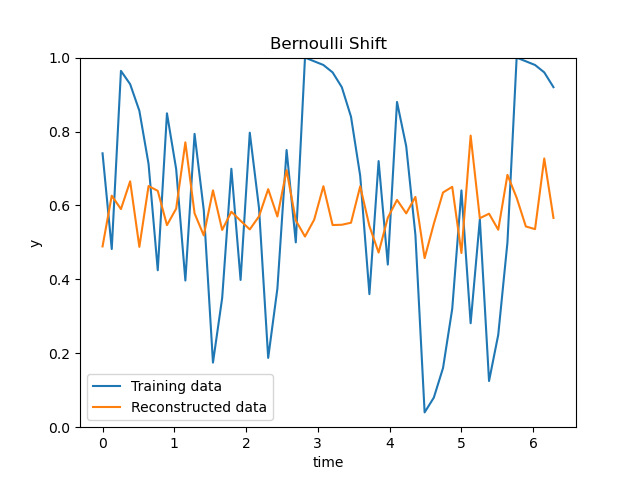 Bernoulli Shift
1.0
0.8
0.6
0.4
0.2
0.0
y
Training data
Reconstructed data
0 1 2 3 4 5 6
time